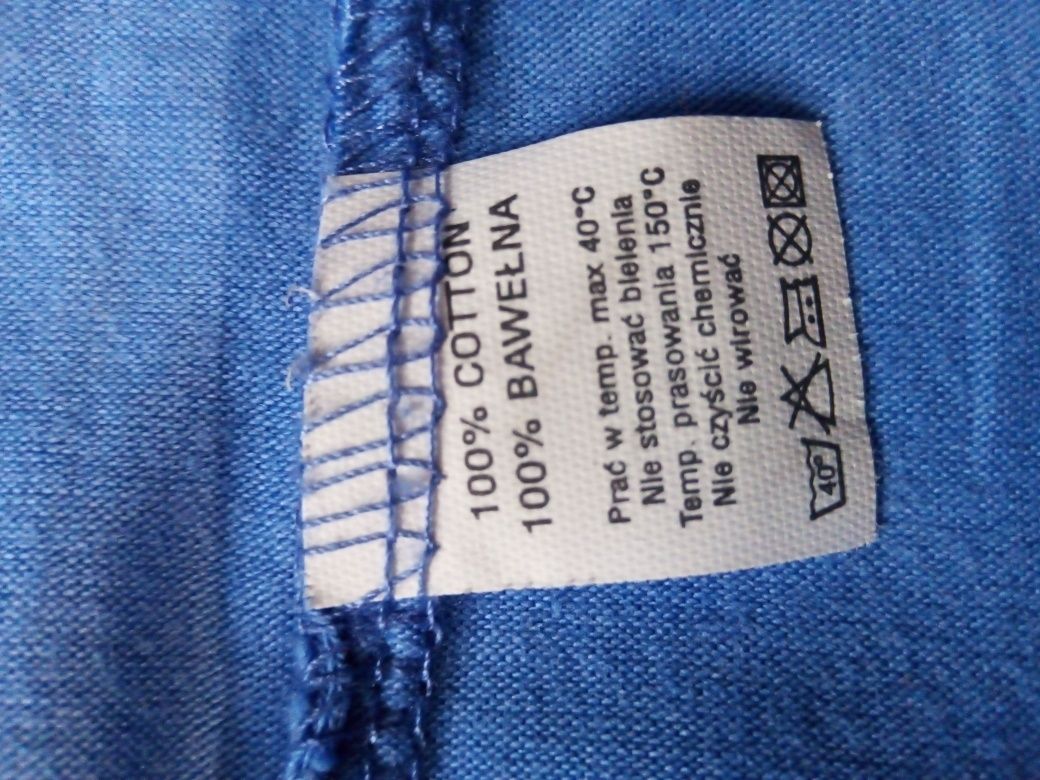 100% COTTON
100% BAWEŁNA
Prać w temp. max 40°C
Nie stosować bielenia
Temp. prasowania 150°C
Nie czyścić chemicznie
Nie wirować
40°